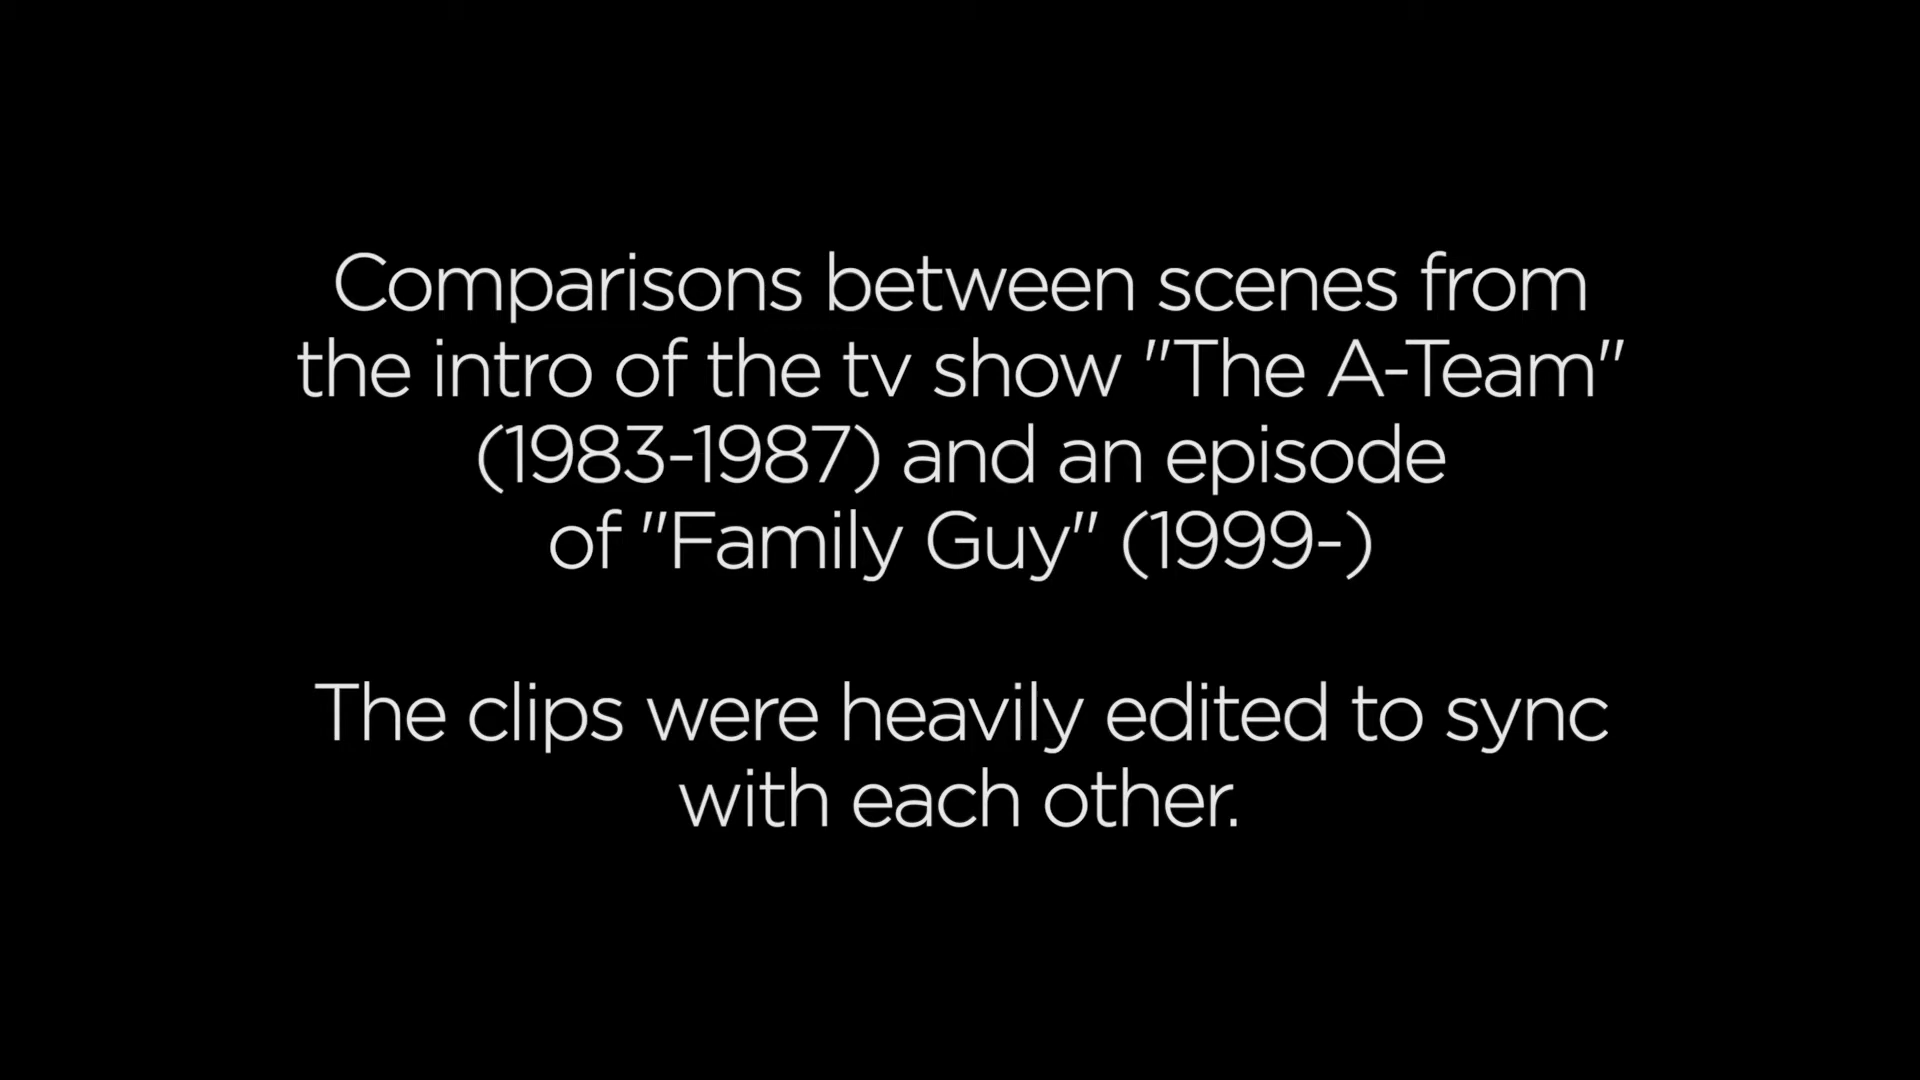 Comparisons between scenes from
the intro of the tv show "The A-Team"
(1983-1987) and an episode
of "Family Guy" (1999-)
The clips were heavily edited to sync
with each other.